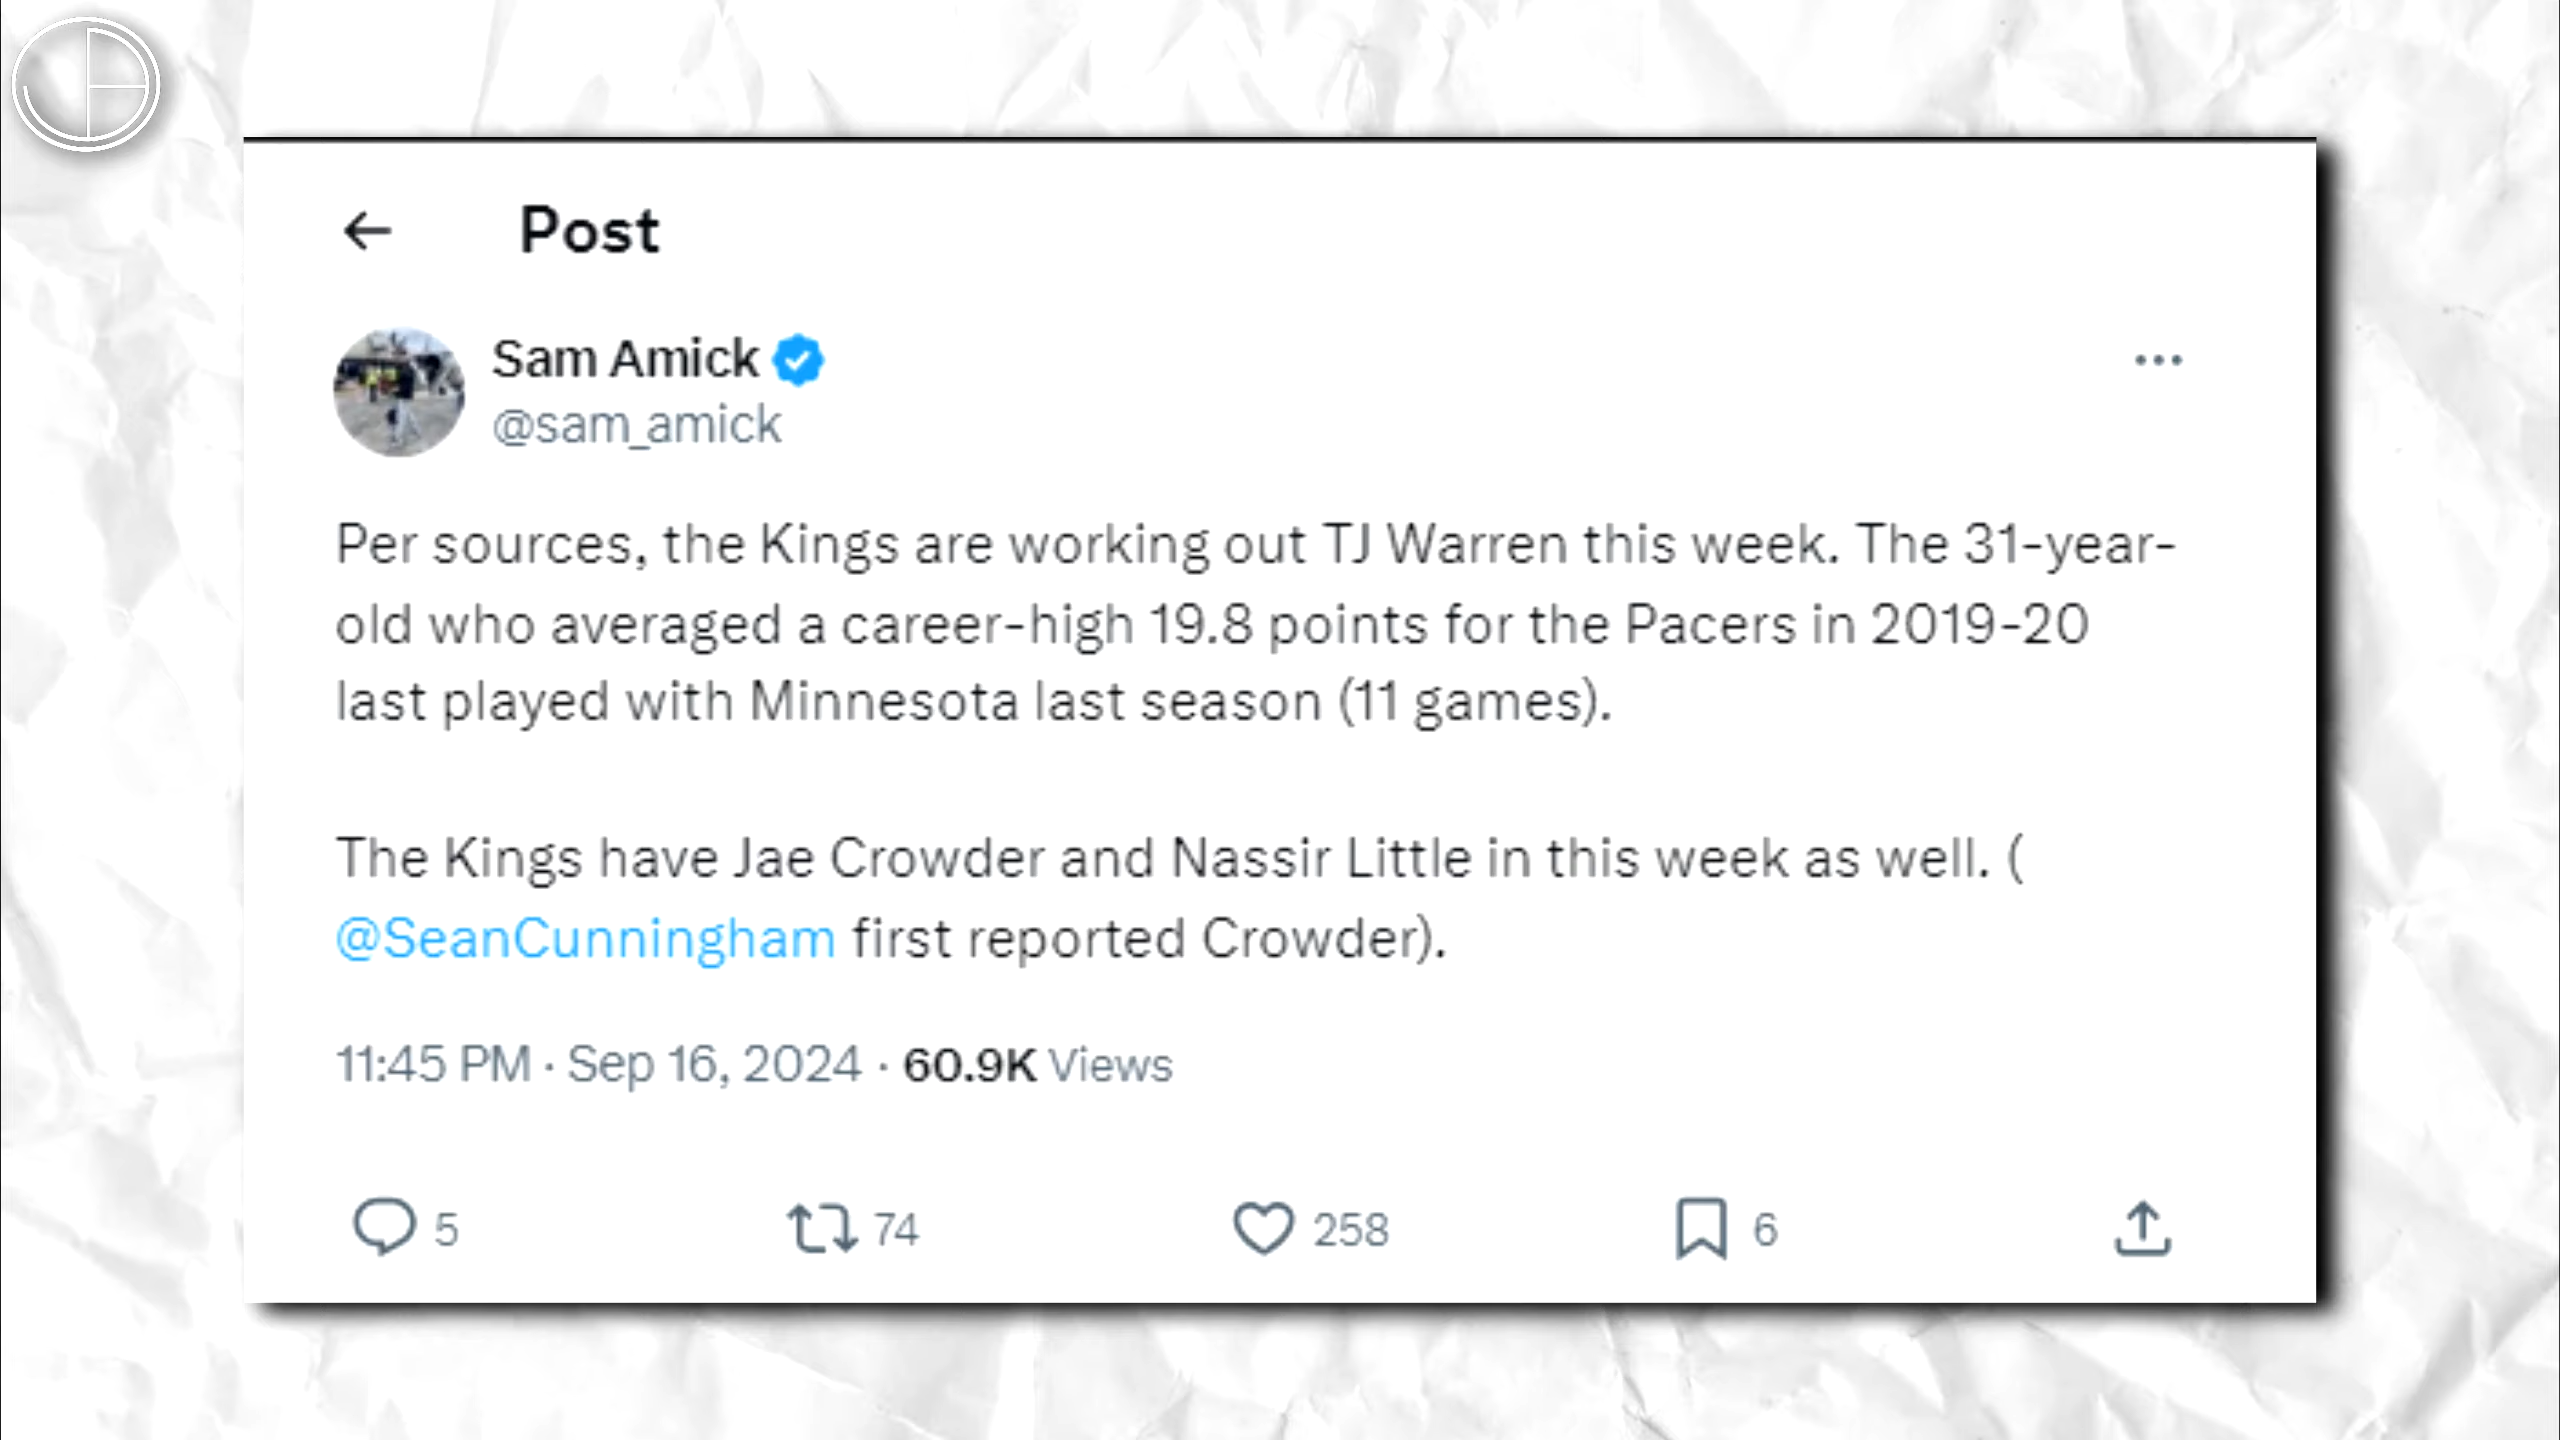 Post
Sam Amick
@sam_amick
Per sources, the Kings are working out TJ Warren this week. The 31-year-
old who averaged a career-high 19.8 points for the Pacers in 2019-20
last played with Minnesota last season (11 games).
The Kings have Jae Crowder and Nassir Little in this week as well. (
@SeanCunningham first reported Crowder).
11:45 PM · Sep 16, 2024 · 60.9K Views
5 74 258 6